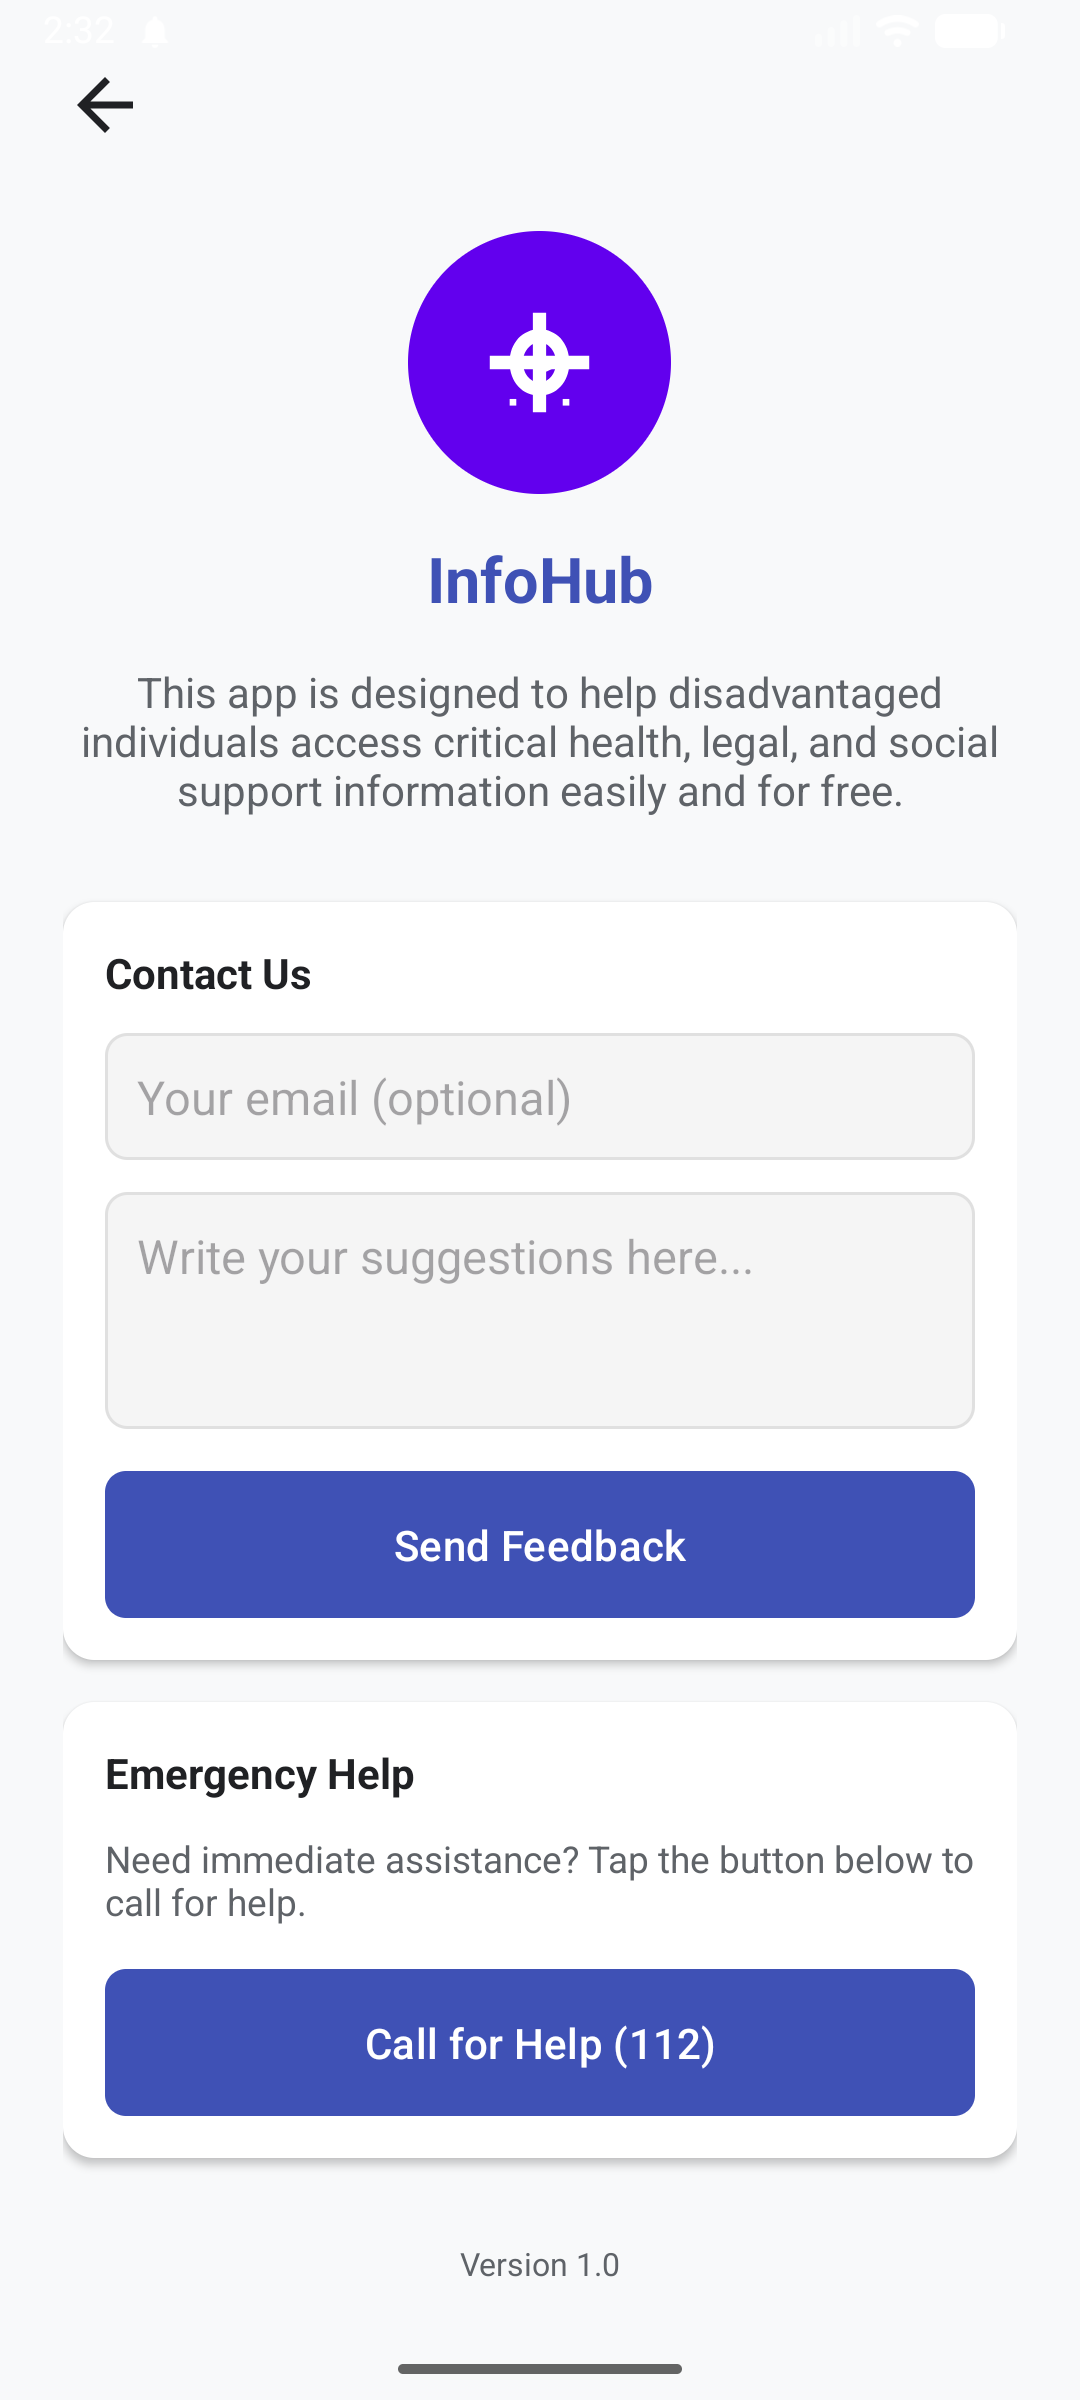 2:32
InfoHub
This app is designed to help disadvantaged
individuals access critical health, legal, and social
support information easily and for free.
Contact Us
Your email (optional)
Write your suggestions here...
Send Feedback
Emergency Help
Need immediate assistance? Tap the button below to
call for help.
Call for Help (112)
Version 1.0